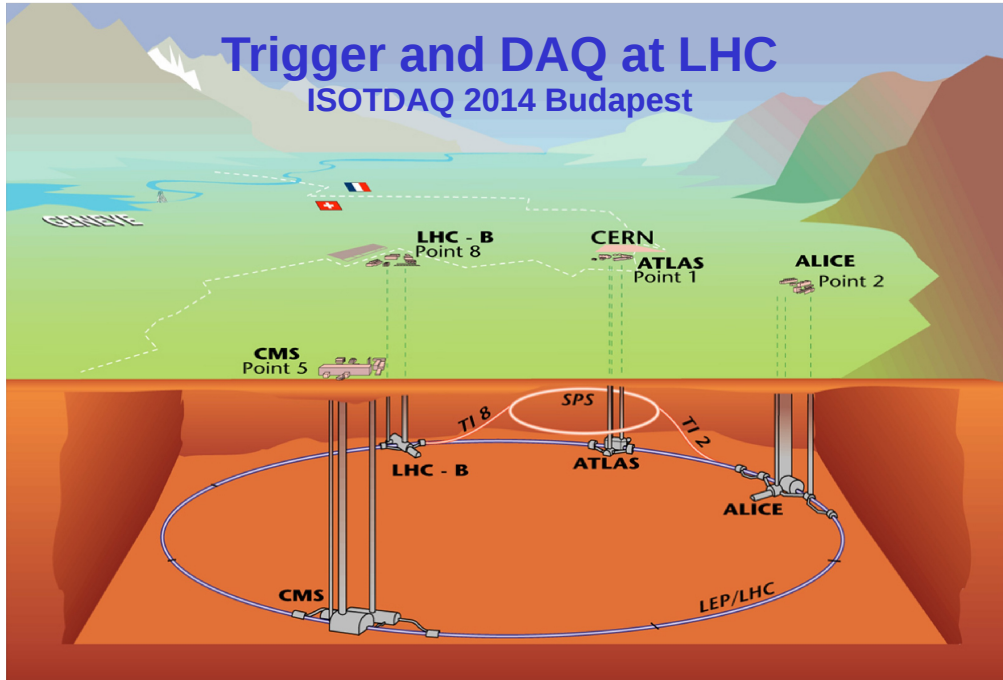 Trigger and DAQ at LHC
ISOTDAQ 2014 Budapest
GENEVE
LHC - B
Point 8
CERN
ATLAS
Point 1
ALICE
Point 2
CMS
Point 5
SPS
TI 8
TI 2
LHC - B
ATLAS
ALICE
CMS
LEP/LHC